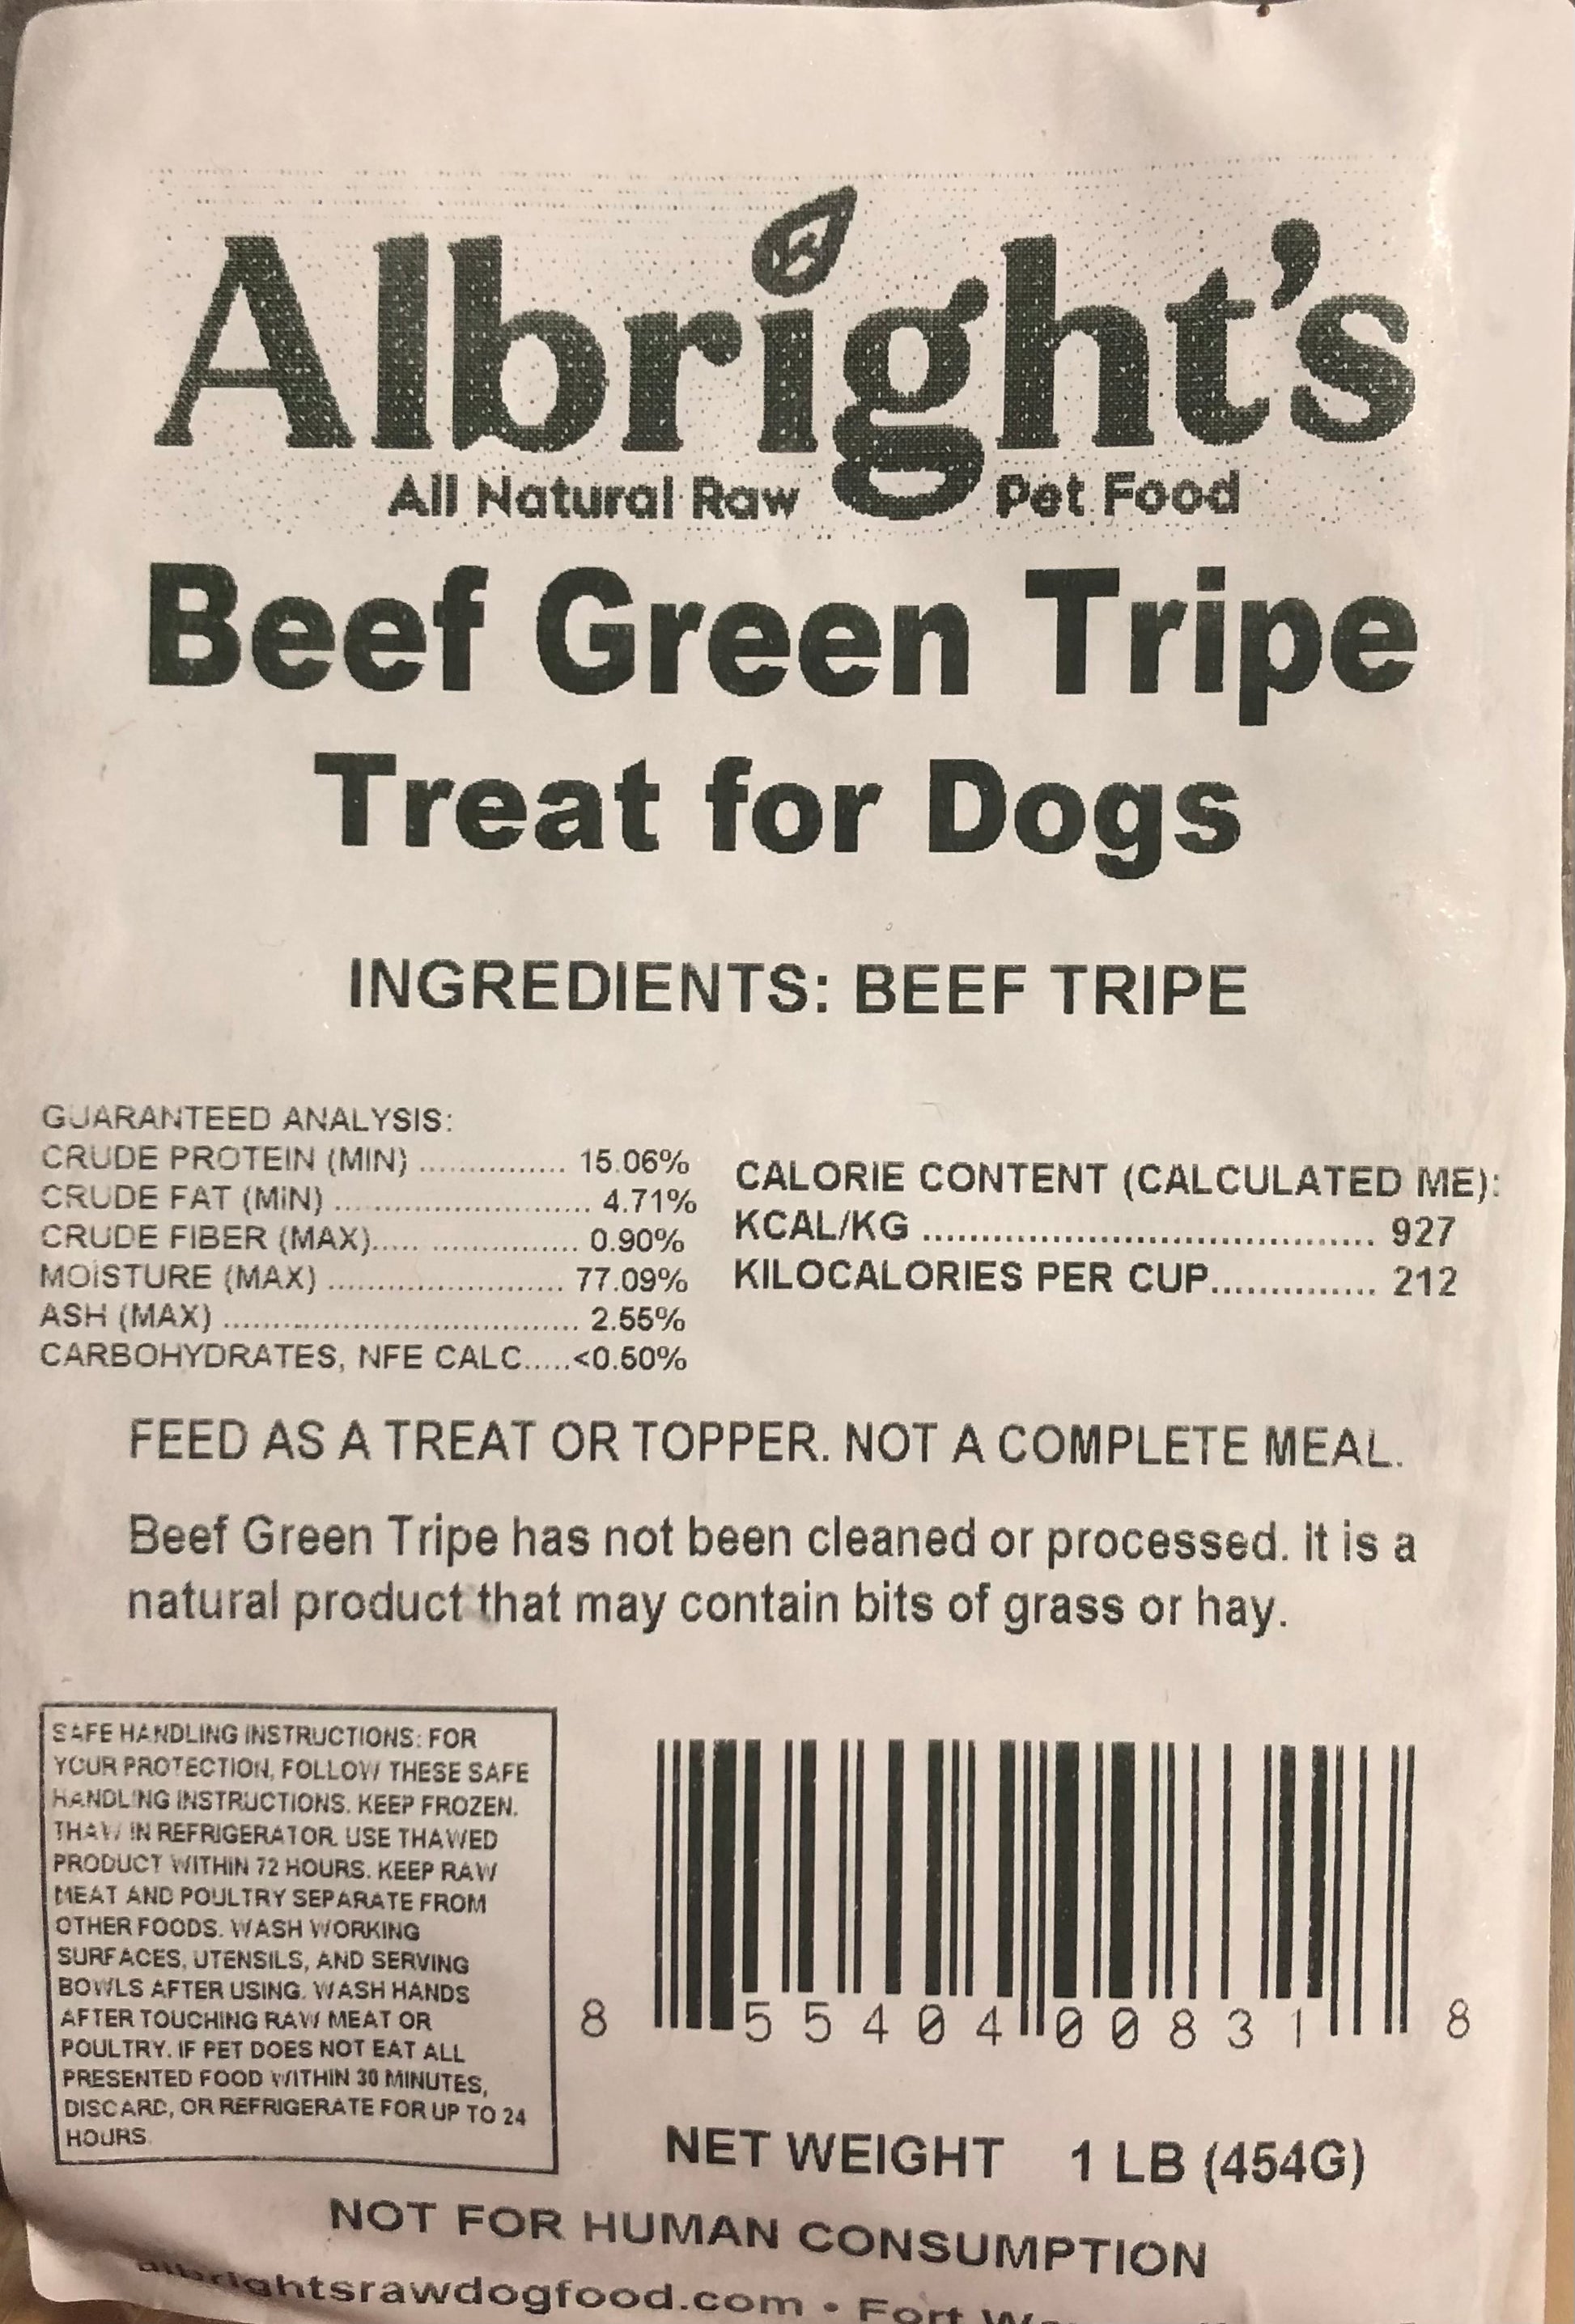 Albright's
All Natural Raw Pet Food
Beef Green Tripe
Treat for Dogs
INGREDIENTS: BEEF TRIPE
GUARANTEED ANALYSIS:
CRUDE PROTEIN (MIN) ............... 15.06%
CRUDE FAT (MIN) ........................... 4.71%
CRUDE FIBER (MAX)..... ............... 0.90%
MOISTURE (MAX) ........................ 77.09%
ASH (MAX) .................................... 2.55%
CARBOHYDRATES, NFE CALC.....<0.50%
CALORIE CONTENT (CALCULATED ME):
KCAL/KG ....................................... 927
KILOCALORIES PER CUP.............. 212
FEED AS A TREAT OR TOPPER. NOT A COMPLETE MEAL.
Beef Green Tripe has not been cleaned or processed. It is a
natural product that may contain bits of grass or hay.
SAFE HANDLING INSTRUCTIONS: FOR
YOUR PROTECTION, FOLLOW THESE SAFE
HANDLING INSTRUCTIONS. KEEP FROZEN.
THAW IN REFRIGERATOR. USE THAWED
PRODUCT WITHIN 72 HOURS. KEEP RAW
MEAT AND POULTRY SEPARATE FROM
OTHER FOODS. WASH WORKING
SURFACES, UTENSILS, AND SERVING
BOWLS AFTER USING. WASH HANDS
AFTER TOUCHING RAW MEAT OR
POULTRY. IF PET DOES NOT EAT ALL
PRESENTED FOOD WITHIN 30 MINUTES,
DISCARD, OR REFRIGERATE FOR UP TO 24
HOURS.
8 55404 00831 8
NET WEIGHT 1 LB (454G)
NOT FOR HUMAN CONSUMPTION
albrightsrawdogfood.com • Fort